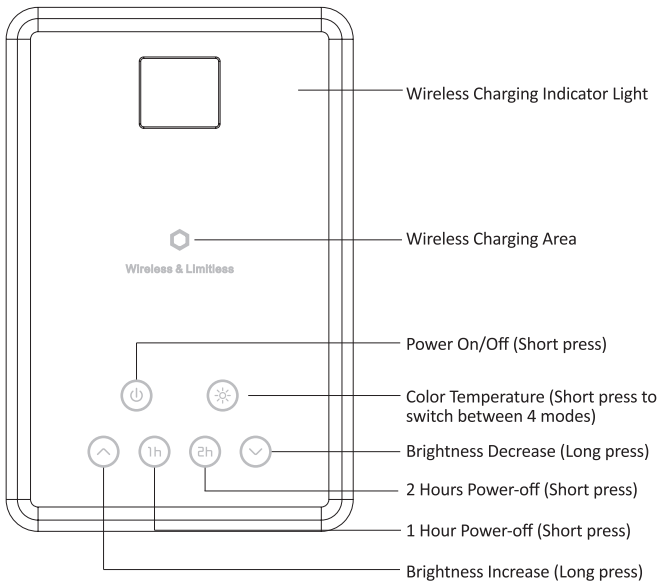 Wireless Charging Indicator Light
Wireless Charging Area
Wireless & Limitless
Power On/Off (Short press)
Color Temperature (Short press to
switch between 4 modes)
1h
2h
Brightness Decrease (Long press)
2 Hours Power-off (Short press)
1 Hour Power-off (Short press)
Brightness Increase (Long press)